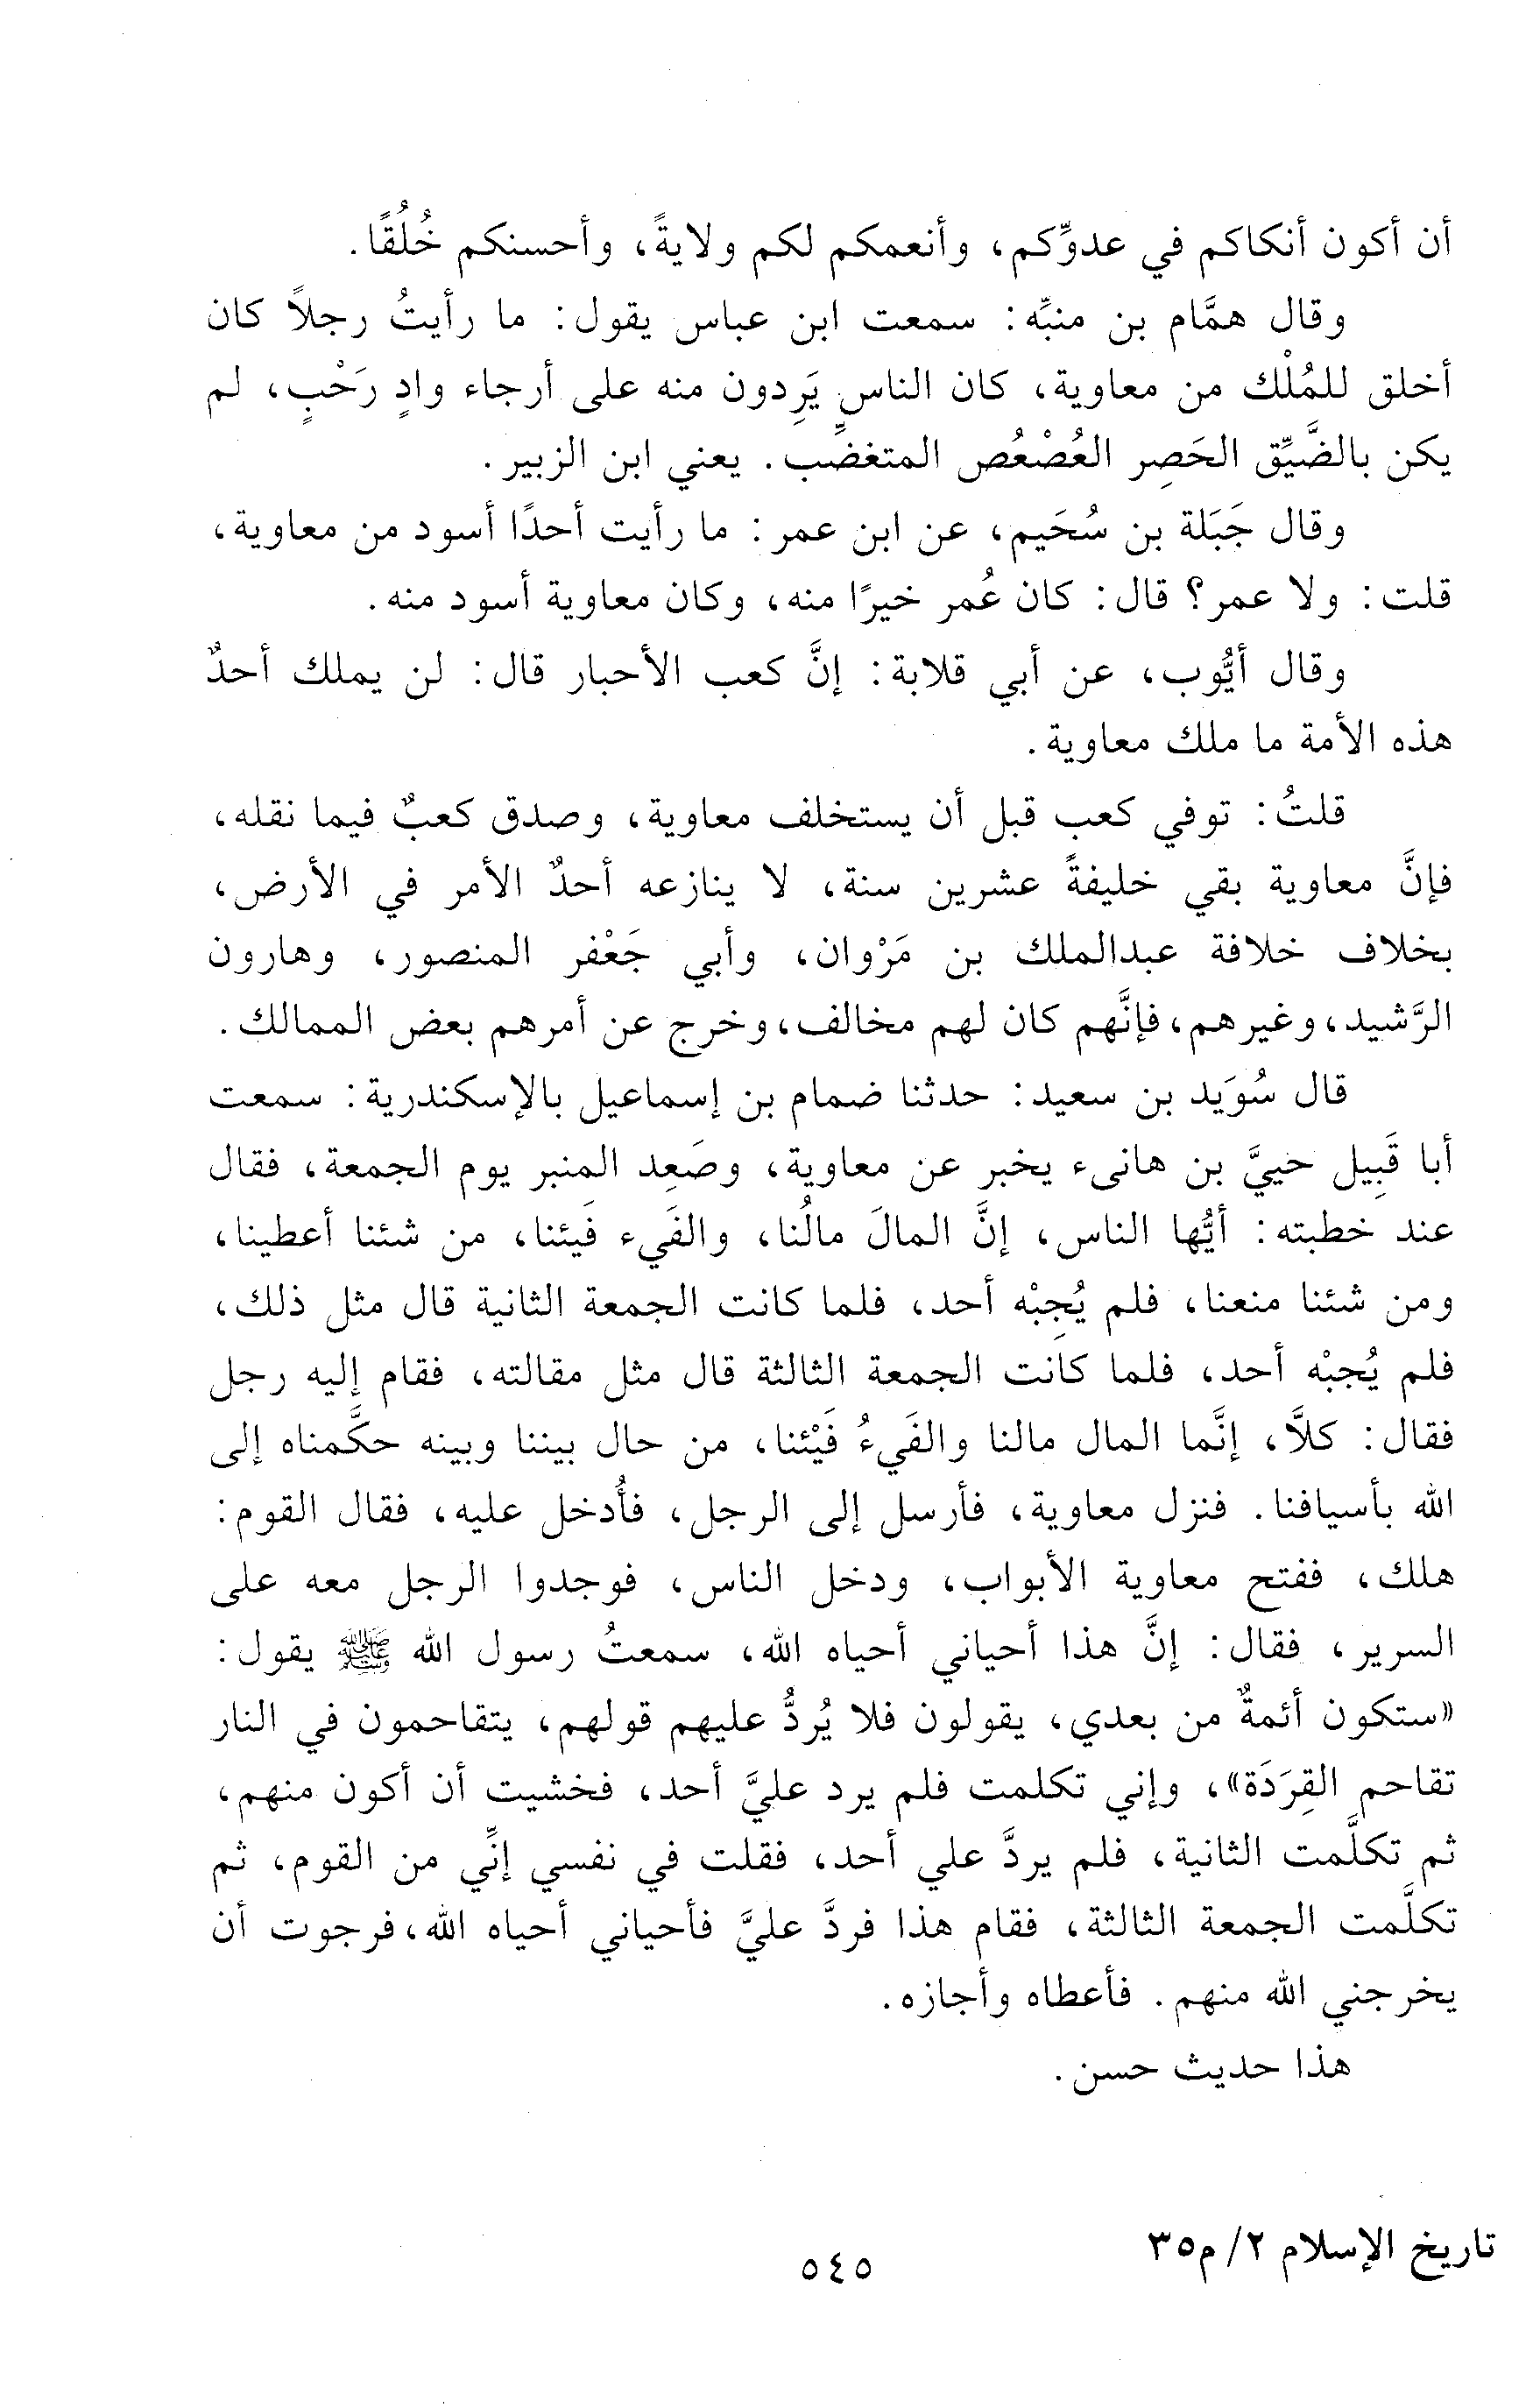 أن أكون أنكاكم في عدوِّكم، وأنعمكم لكم ولايةً، وأحسنكم خُلُقًا.
وقال همَّام بن منبِّه: سمعت ابن عباس يقول: ما رأيتُ رجلاً كان
أخلق للمُلْك من معاوية، كان الناس يَرِدون منه على أرجاء وادٍ رَحْبٍ، لم
يكن بالضَّيِّق الحَصِر العُصْعُص المتغضِّب. يعني ابن الزبير.
وقال جَبَلة بن سُحَيم، عن ابن عمر: ما رأيت أحدًا أسود من معاوية،
قلت: ولا عمر؟ قال: كان عُمر خيرًا منه، وكان معاوية أسود منه.
وقال أيُّوب، عن أبي قلابة: إنَّ كعب الأحبار قال: لن يملك أحدٌ
هذه الأمة ما ملك معاوية.
قلتُ: توفي كعب قبل أن يستخلف معاوية، وصدق كعبٌ فيما نقله،
فإنَّ معاوية بقي خليفةً عشرين سنة، لا ينازعه أحدٌ الأمر في الأرض،
بخلاف خلافة عبدالملك بن مَرْوان، وأبي جَعْفر المنصور، وهارون
الرَّشيد، وغيرهم، فإنَّهم كان لهم مخالف، وخرج عن أمرهم بعض الممالك.
قال سُوَيد بن سعيد: حدثنا ضمام بن إسماعيل بالإسكندرية: سمعت
أبا قَبِيل حييَّ بن هانىء يخبر عن معاوية، وصَعِد المنبر يوم الجمعة، فقال
عند خطبته: أيُّها الناس، إنَّ المالَ مالُنا، والفَيء فَيئنا، من شئنا أعطينا،
ومن شئنا منعنا، فلم يُجِبْه أحد، فلما كانت الجمعة الثانية قال مثل ذلك،
فلم يُجبْه أحد، فلما كانت الجمعة الثالثة قال مثل مقالته، فقام إليه رجل
فقال: كلاَّ، إنَّما المال مالنا والفَيءُ فَيْئنا، من حال بيننا وبينه حكَّمناه إلى
الله بأسيافنا. فنزل معاوية، فأرسل إلى الرجل، فأُدخل عليه، فقال القوم:
هلك، ففتح معاوية الأبواب، ودخل الناس، فوجدوا الرجل معه على
السرير، فقال: إنَّ هذا أحياني أحياه الله، سمعتُ رسول الله ﷺ يقول:
«ستكون أئمةٌ من بعدي، يقولون فلا يُردُّ عليهم قولهم، يتقاحمون في النار
تقاحم القِرَدَة»، وإني تكلمت فلم يرد عليَّ أحد، فخشيت أن أكون منهم،
ثم تكلَّمت الثانية، فلم يردَّ علي أحد، فقلت في نفسي إنِّي من القوم، ثم
تكلَّمت الجمعة الثالثة، فقام هذا فردَّ عليَّ فأحياني أحياه الله، فرجوت أن
يخرجني الله منهم. فأعطاه وأجازه.
هذا حديث حسن.
تاريخ الإسلام ٢/ م٣٥
٥٤٥